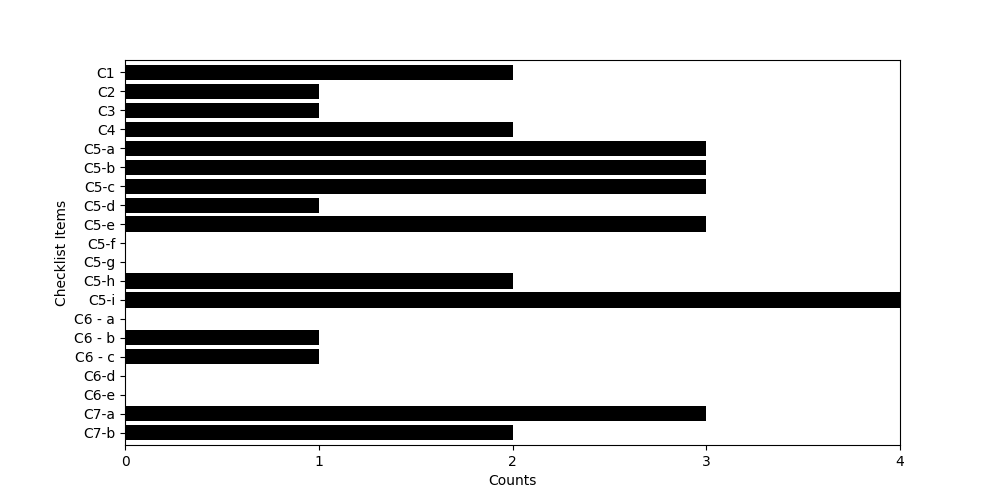 C1
C2
C3
C4
C5-a
C5-b
C5-c
C5-d
C5-e
C5-f
C5-g
C5-h
C5-i
C6 - a
C6 - b
C6 - c
C6-d
C6-e
C7-a
C7-b
Checklist Items
0 1 2 3 4
Counts